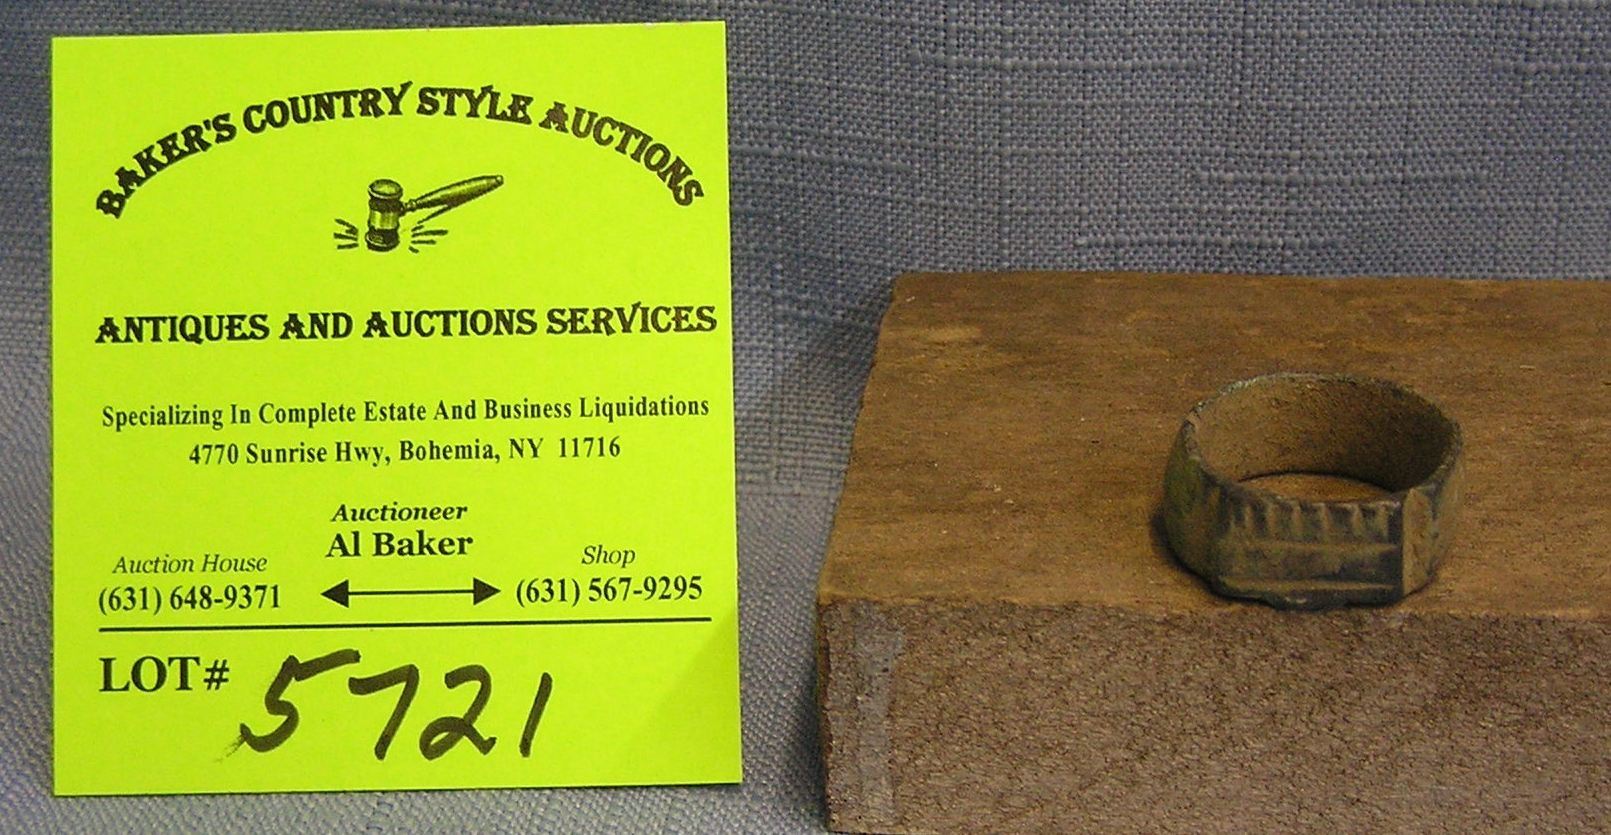 BAKER'S COUNTRY STYLE AUCTIONS
ANTIQUES AND AUCTIONS SERVICES
Specializing In Complete Estate And Business Liquidations
4770 Sunrise Hwy, Bohemia, NY 11716
Auctioneer
Al Baker
Auction House
(631) 648-9371
Shop
(631) 567-9295
LOT# 5721